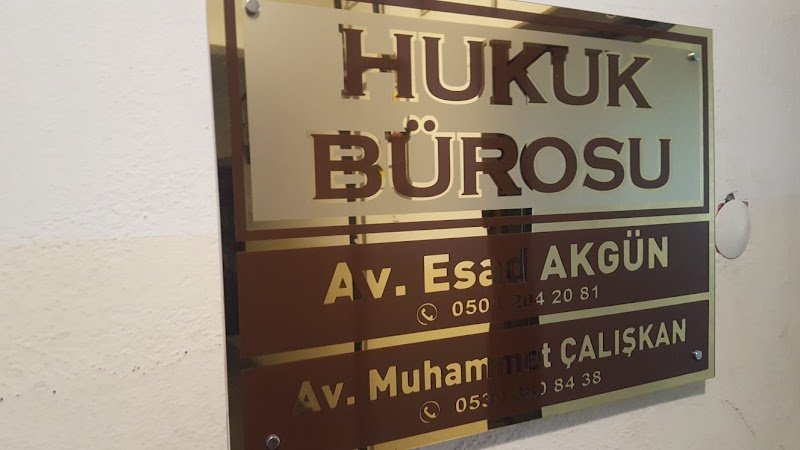 HUKUK
BÜROSU
Av. Esad AKGÜN
204 20 81
Av. Muhammet ÇALIŞKAN
84 38